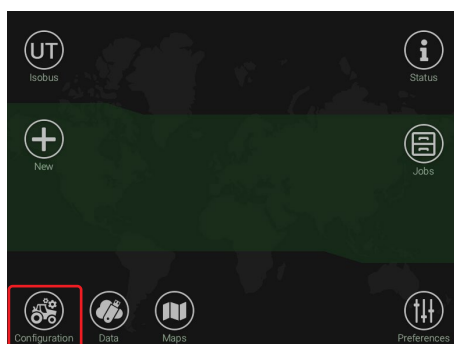 UT
Isobus
Status
New
Jobs
Configuration
Data
Maps
Preferences